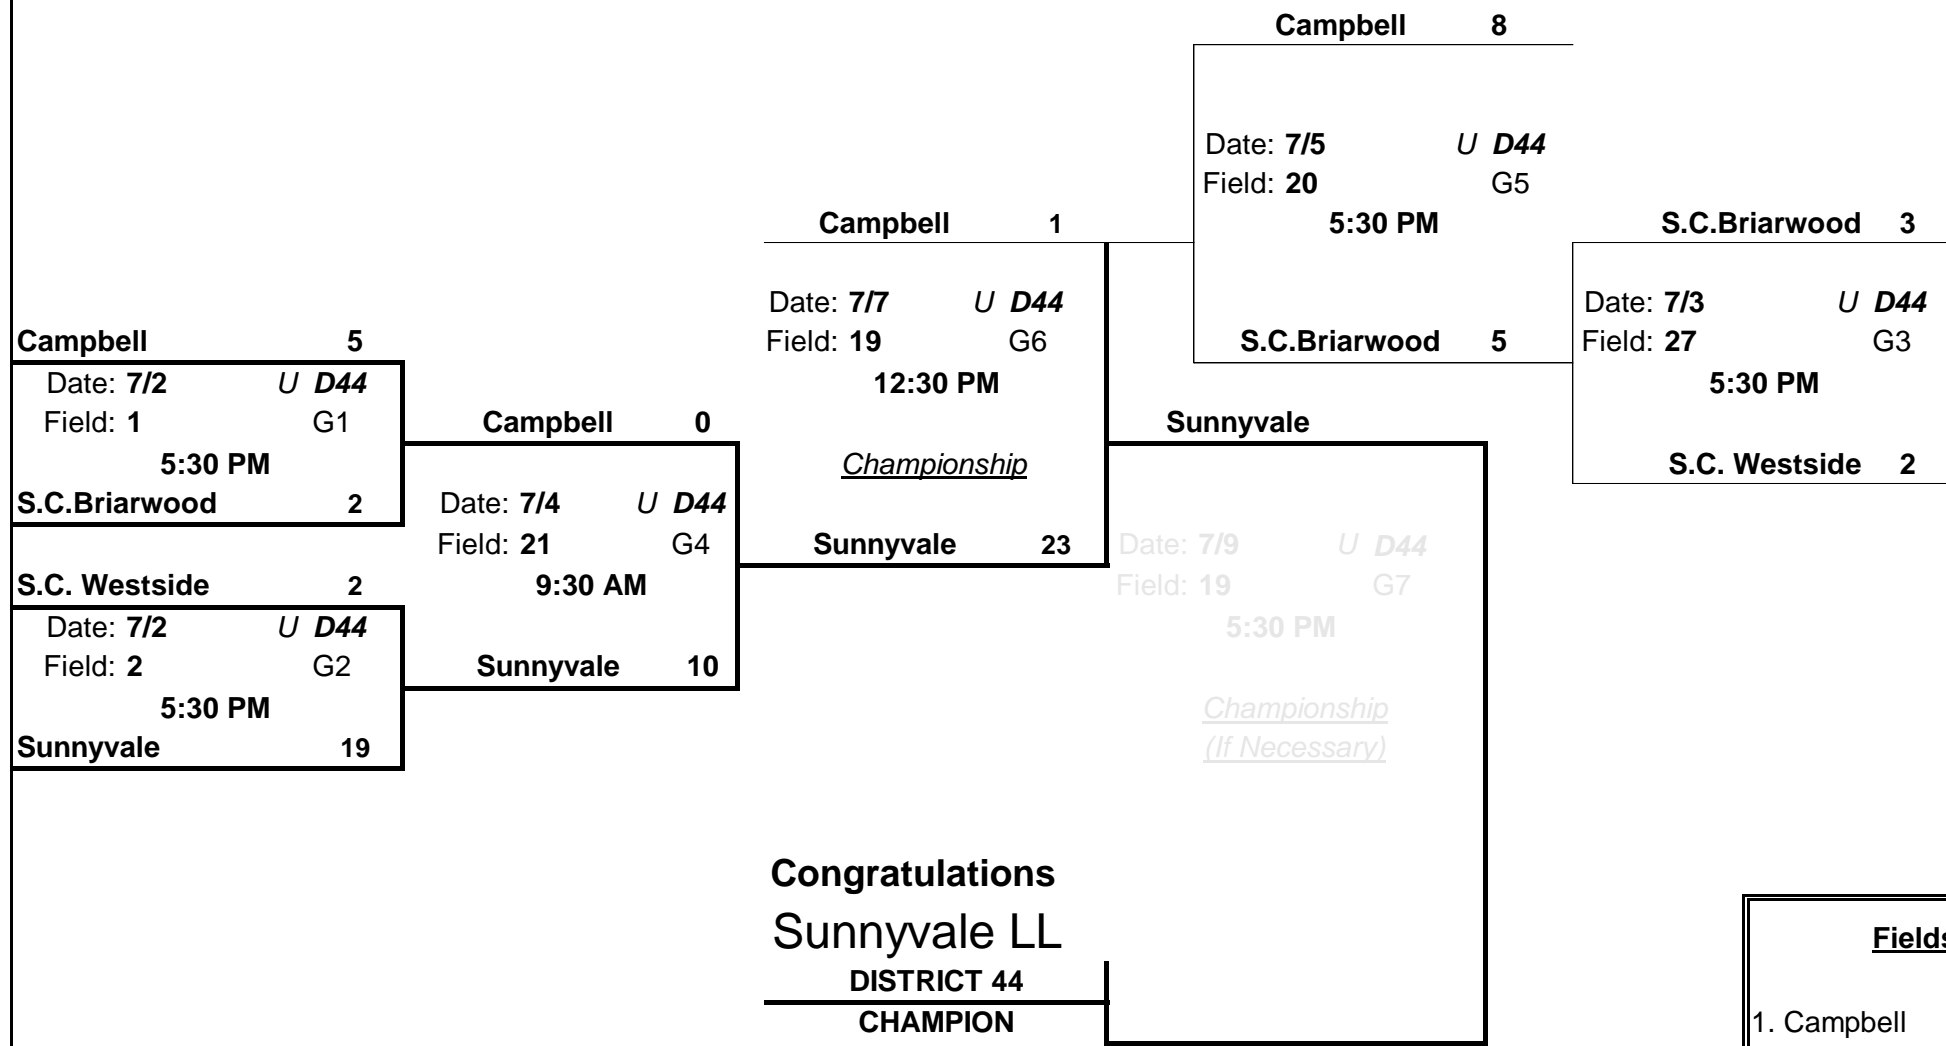 Campbell 8
Date: 7/5 U D44
Field: 20 G5
5:30 PM
S.C.Briarwood 5
S.C.Briarwood 3
Date: 7/3 U D44
Field: 27 G3
5:30 PM
S.C. Westside 2
Campbell 1
Date: 7/7 U D44
Field: 19 G6
12:30 PM
Championship
Sunnyvale 23
Campbell 5
Date: 7/2 U D44
Field: 1 G1
5:30 PM
S.C.Briarwood 2
Campbell 0
Date: 7/4 U D44
Field: 21 G4
9:30 AM
Sunnyvale 10
S.C. Westside 2
Date: 7/2 U D44
Field: 2 G2
5:30 PM
Sunnyvale 19
Sunnyvale
Date: 7/9 U D44
Field: 19 G7
5:30 PM
Championship
(If Necessary)
Congratulations
Sunnyvale LL
DISTRICT 44
CHAMPION
Fields
1. Campbell